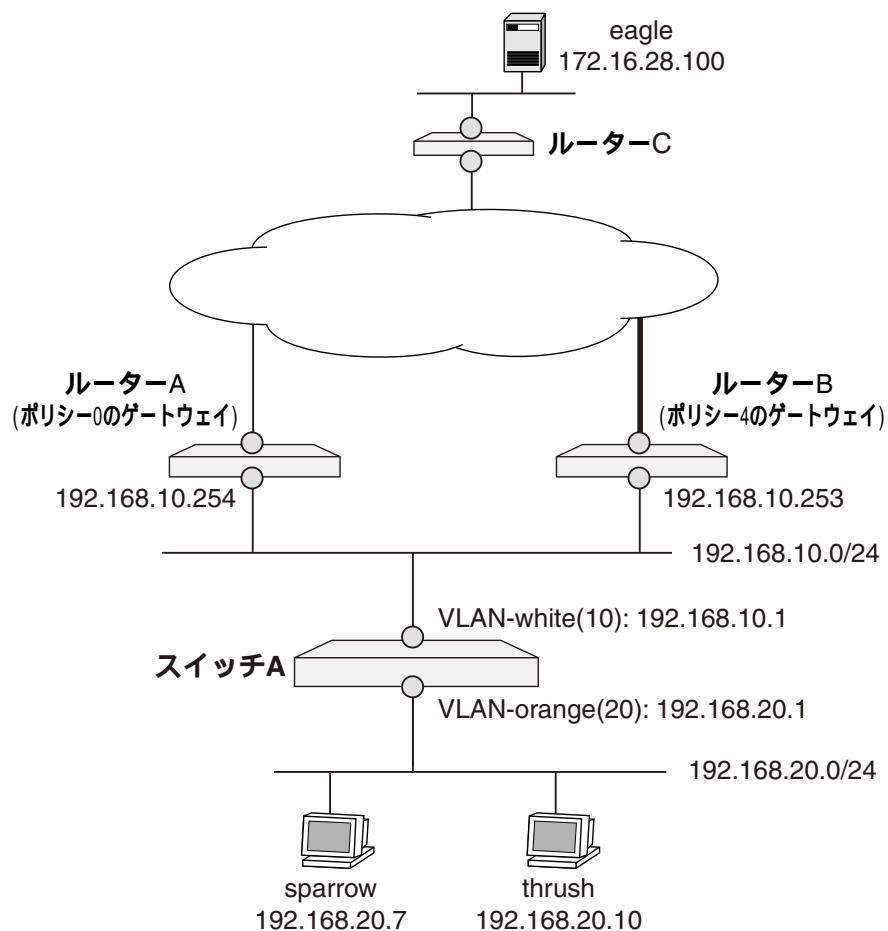 eagle
172.16.28.100
ルーターC
ルーターA
(ポリシー0のゲートウェイ)
ルーターB
(ポリシー4のゲートウェイ)
192.168.10.254
192.168.10.253
192.168.10.0/24
VLAN-white(10): 192.168.10.1
スイッチA
VLAN-orange(20): 192.168.20.1
192.168.20.0/24
sparrow
192.168.20.7
thrush
192.168.20.10